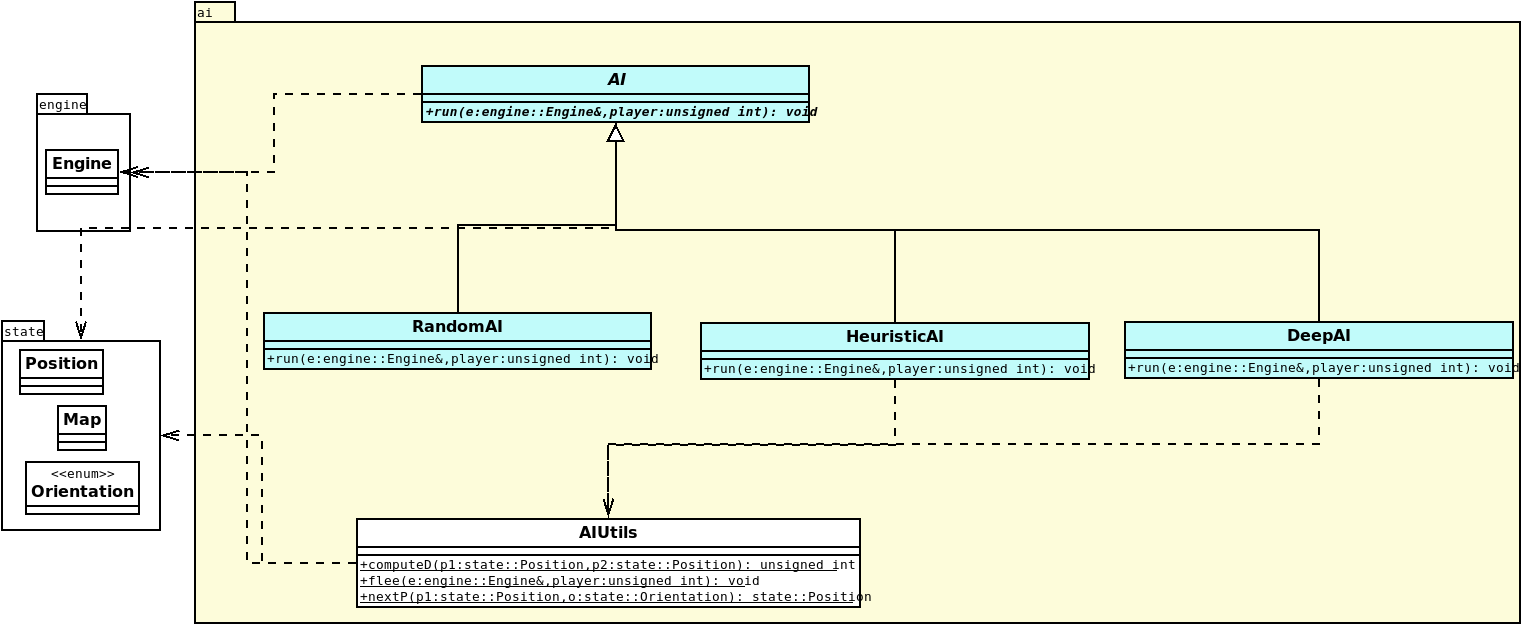 ai
AI
+run(e:engine::Engine&,player:unsigned int): void
engine
Engine
RandomAI
+run(e:engine::Engine&,player:unsigned int): void
HeuristicAI
+run(e:engine::Engine&,player:unsigned int): void
DeepAI
+run(e:engine::Engine&,player:unsigned int): void
state
Position
Map
<<enum>>
Orientation
AIUtils
+computeD(p1:state::Position,p2:state::Position): unsigned int
+flee(e:engine::Engine&,player:unsigned int): void
+nextP(p1:state::Position,o:state::Orientation): state::Position